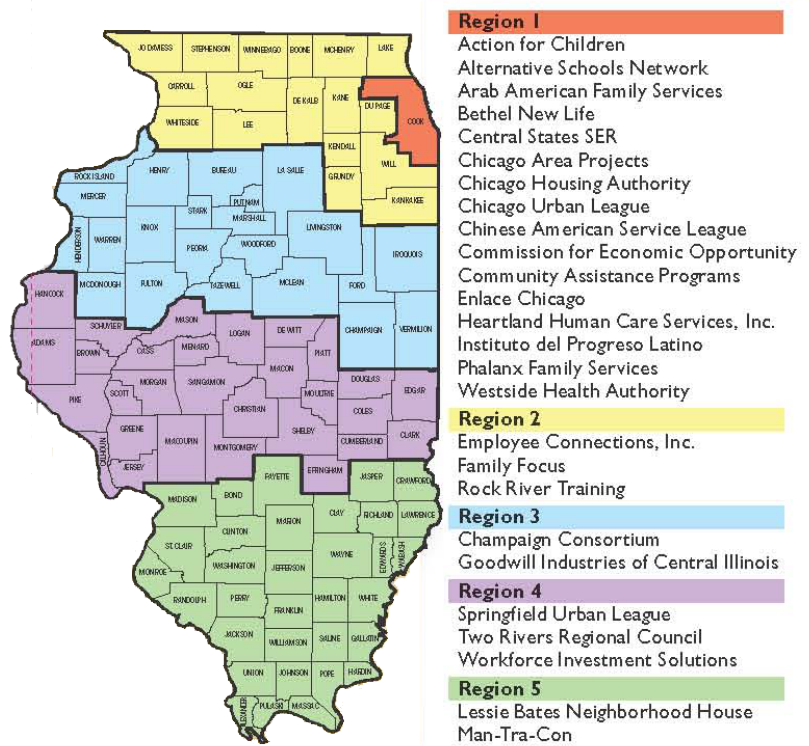 JO DAVIESS
STEPHENSON
WINNEBAGO
BOONE
MCHENRY
LAKE
CARROLL
OGLE
DE KALB
KANE
DU PAGE
COOK
WHITESIDE
LEE
KENDALL
WILL
GRUNDY
KANKAKEE
ROCK ISLAND
HENRY
BUREAU
LA SALLE
MERCER
PUTNAM
STARK
MARSHALL
LIVINGSTON
HENDERSON
WARREN
KNOX
PEORIA
WOODFORD
IROQUOIS
MCDONOUGH
FULTON
TAZEWELL
MCLEAN
FORD
CHAMPAIGN
VERMILION
HANCOCK
SCHUYLER
MASON
LOGAN
DE WITT
ADAMS
BROWN
CASS
MENARD
PIATT
MACON
DOUGLAS
EDGAR
PIKE
SCOTT
MORGAN
SANGAMON
MOULTRIE
CHRISTIAN
COLES
GREENE
SHELBY
CLARK
CALHOUN
MACOUPIN
MONTGOMERY
CUMBERLAND
JERSEY
EFFINGHAM
FAYETTE
JASPER
CRAWFORD
MADISON
BOND
CLAY
RICHLAND
LAWRENCE
CLINTON
MARION
ST. CLAIR
WAYNE
EDWARDS
WABASH
WASHINGTON
JEFFERSON
MONROE
RANDOLPH
PERRY
HAMILTON
WHITE
FRANKLIN
JACKSON
WILLIAMSON
SALINE
GALLATIN
UNION
JOHNSON
POPE
HARDIN
ALEXANDER
PULASKI
MASSAC
Region 1
Action for Children
Alternative Schools Network
Arab American Family Services
Bethel New Life
Central States SER
Chicago Area Projects
Chicago Housing Authority
Chicago Urban League
Chinese American Service League
Commission for Economic Opportunity
Community Assistance Programs
Enlace Chicago
Heartland Human Care Services, Inc.
Instituto del Progreso Latino
Phalanx Family Services
Westside Health Authority
Region 2
Employee Connections, Inc.
Family Focus
Rock River Training
Region 3
Champaign Consortium
Goodwill Industries of Central Illinois
Region 4
Springfield Urban League
Two Rivers Regional Council
Workforce Investment Solutions
Region 5
Lessie Bates Neighborhood House
Man-Tra-Con